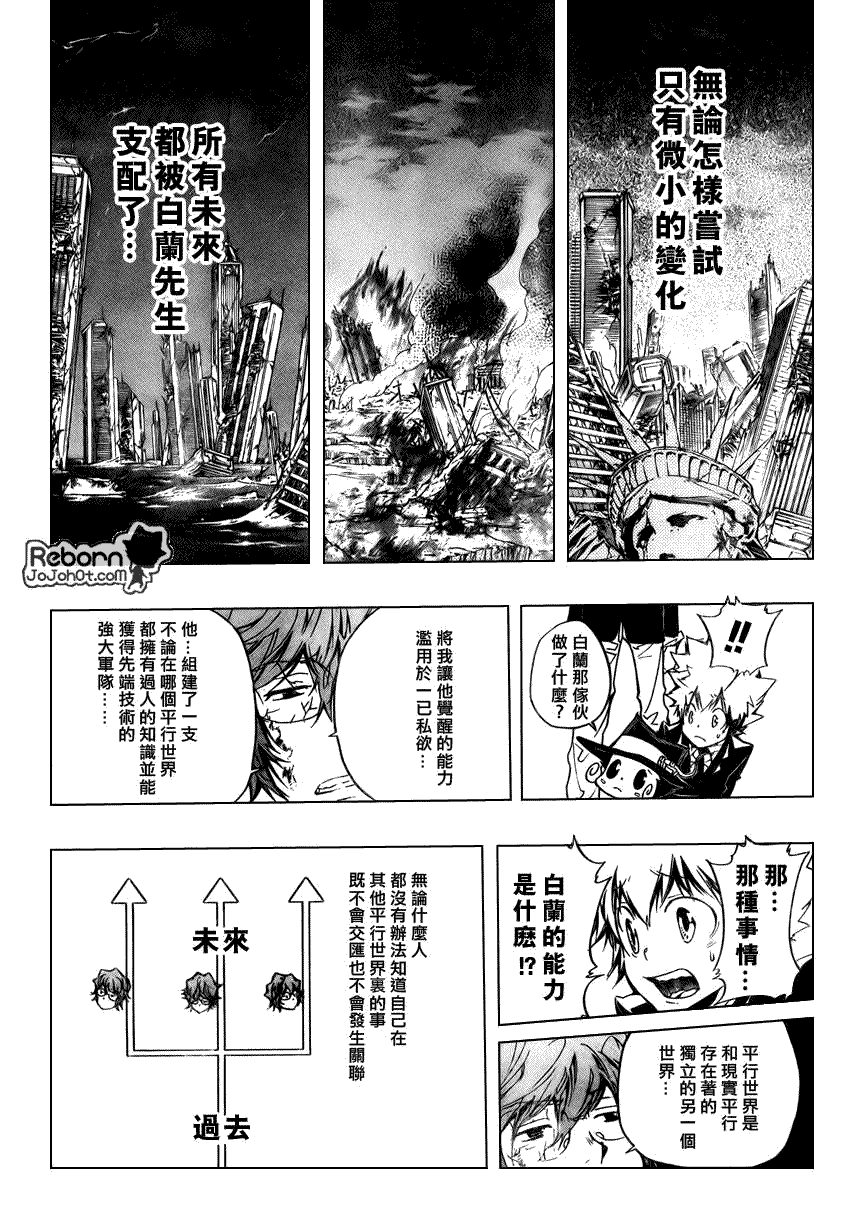 無論怎樣嘗試
只有微小的變化
所有未來
都被白蘭先生
支配了…
Reborn
JoJoHOt.com
!!
白蘭那傢伙
做了什麼?
將我讓他覺醒的能力
濫用於一已私欲…
他…組建了一支
不論在哪個平行世界
都擁有過人的知識並能
獲得先端技術的
強大軍隊……
那…
那種事情…
白蘭的能力
是什麽!?
平行世界是
和現實平行
存在著的
獨立的另一個
世界…
無論什麼人
都沒有辦法知道自己在
其他平行世界裏的事
既不會交匯也不會發生關聯
未來
過去